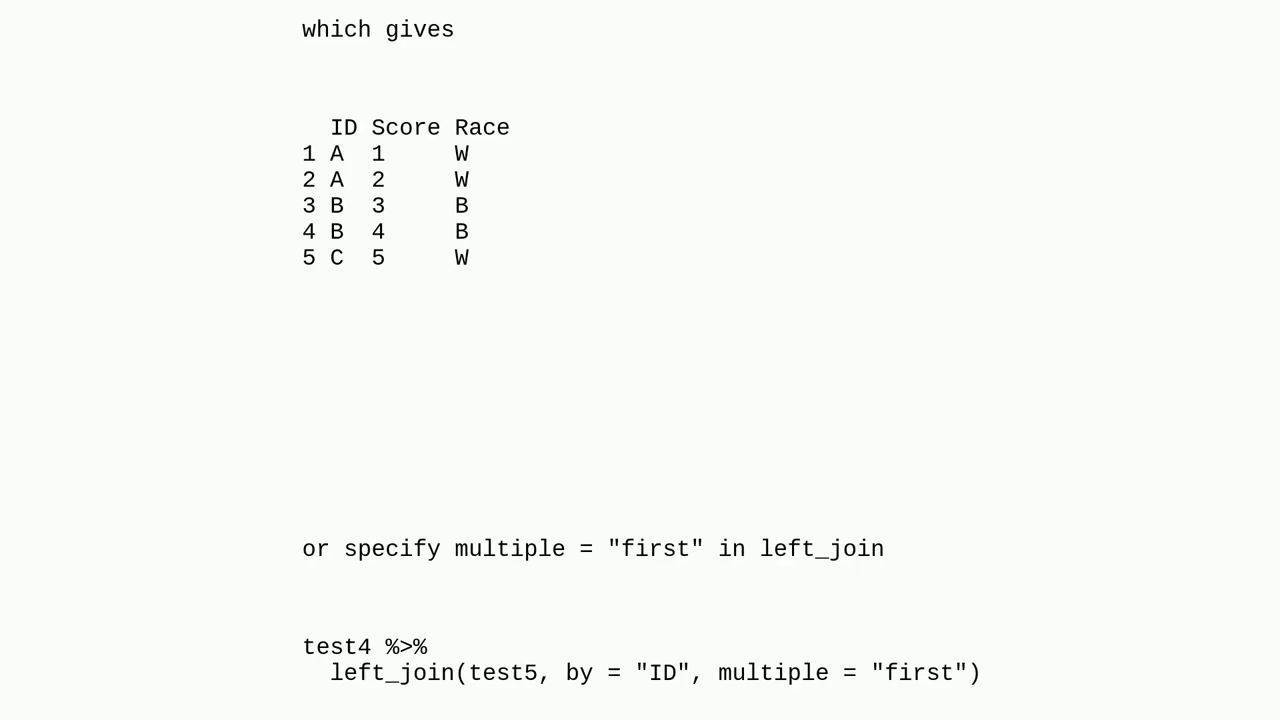 which gives
  ID Score Race
1 A  1     W
2 A  2     W
3 B  3     B
4 B  4     B
5 C  5     W
or specify multiple = "first" in left_join
test4 %>%
  left_join(test5, by = "ID", multiple = "first")